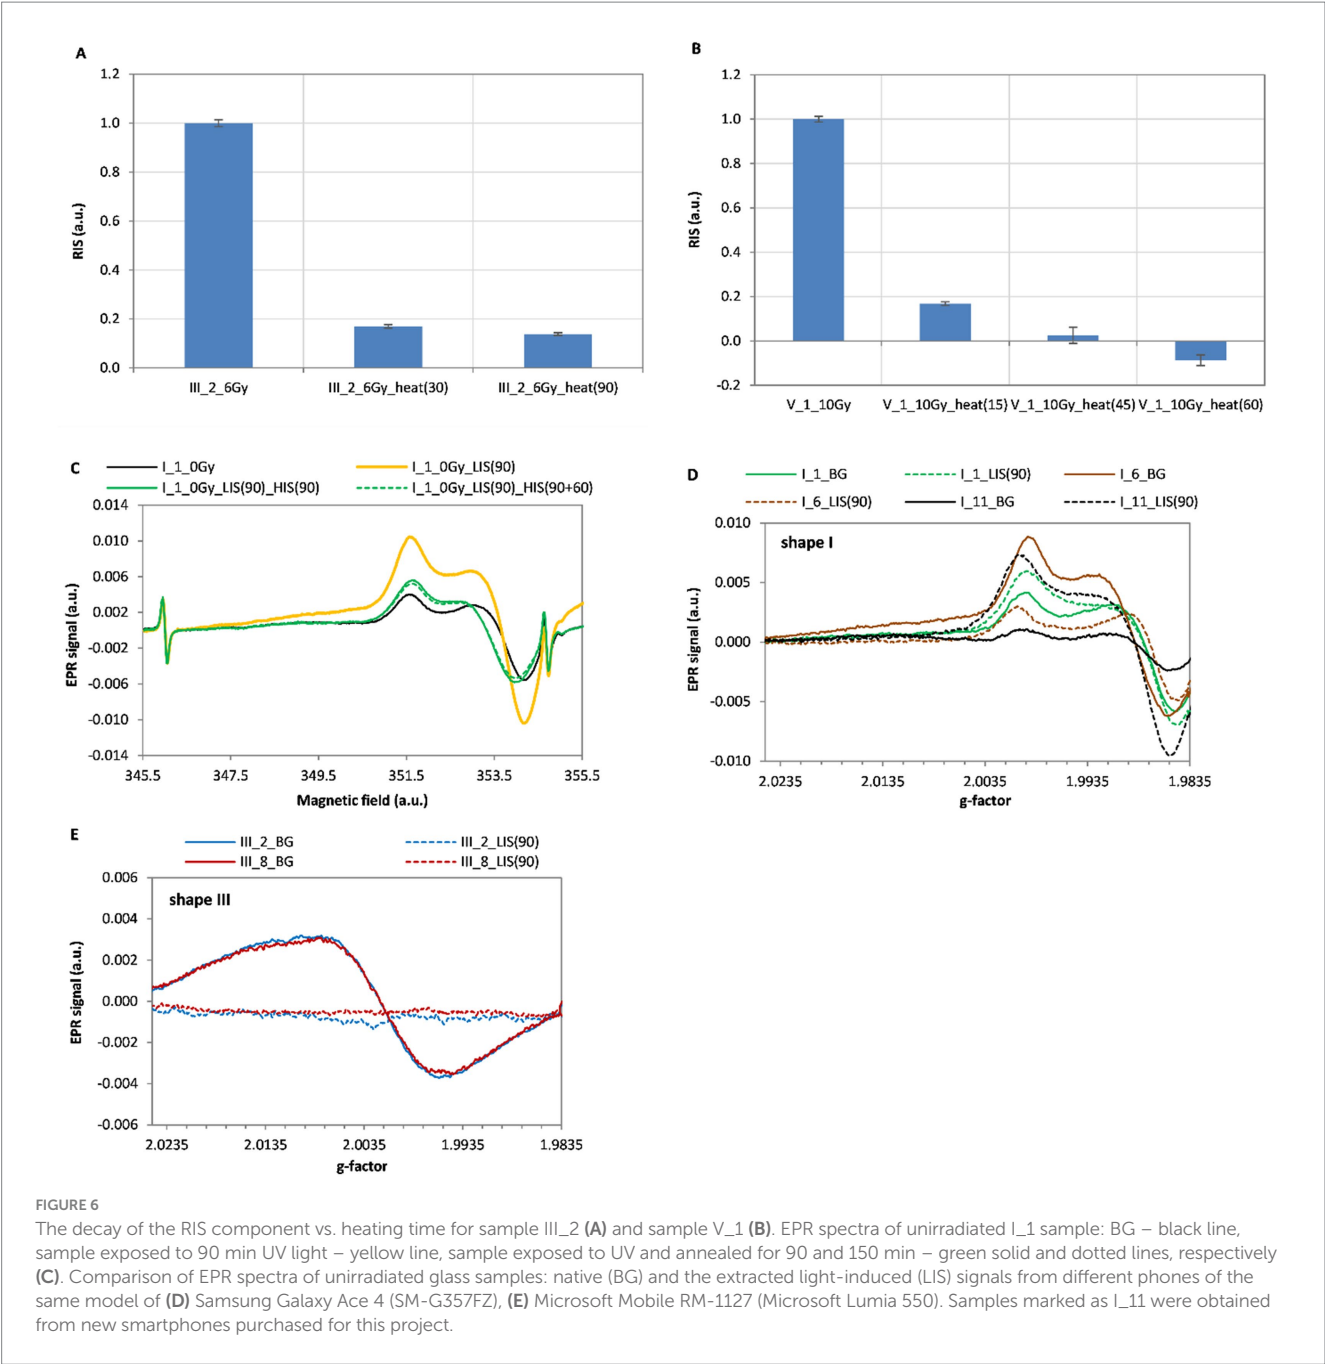 A
1.2
1.0
0.8
0.6
0.4
0.2
0.0
RIS (a.u.)
III_2_6Gy III_2_6Gy_heat(30) III_2_6Gy_heat(90)
B
1.2
1.0
0.8
0.6
0.4
0.2
0.0
-0.2
RIS (a.u.)
V_1_10Gy V_1_10Gy_heat(15) V_1_10Gy_heat(45) V_1_10Gy_heat(60)
C
I_1_0Gy I_1_0Gy_LIS(90)
I_1_0Gy_LIS(90)_HIS(90) I_1_0Gy_LIS(90)_HIS(90+60)
0.014
0.010
0.006
0.002
-0.002
-0.006
-0.010
-0.014
EPR signal (a.u.)
345.5 347.5 349.5 351.5 353.5 355.5
Magnetic field (a.u.)
D
I_1_BG I_1_LIS(90) I_6_BG
I_6_LIS(90) I_11_BG I_11_LIS(90)
shape I
0.010
0.005
0.000
-0.005
-0.010
EPR signal (a.u.)
2.0235 2.0135 2.0035 1.9935 1.9835
g-factor
E
III_2_BG III_2_LIS(90)
III_8_BG III_8_LIS(90)
shape III
0.006
0.004
0.002
0.000
-0.002
-0.004
-0.006
EPR signal (a.u.)
2.0235 2.0135 2.0035 1.9935 1.9835
g-factor
FIGURE 6
The decay of the RIS component vs. heating time for sample III_2 (A) and sample V_1 (B). EPR spectra of unirradiated I_1 sample: BG – black line,
sample exposed to 90 min UV light – yellow line, sample exposed to UV and annealed for 90 and 150 min – green solid and dotted lines, respectively
(C). Comparison of EPR spectra of unirradiated glass samples: native (BG) and the extracted light-induced (LIS) signals from different phones of the
same model of (D) Samsung Galaxy Ace 4 (SM-G357FZ), (E) Microsoft Mobile RM-1127 (Microsoft Lumia 550). Samples marked as I_11 were obtained
from new smartphones purchased for this project.